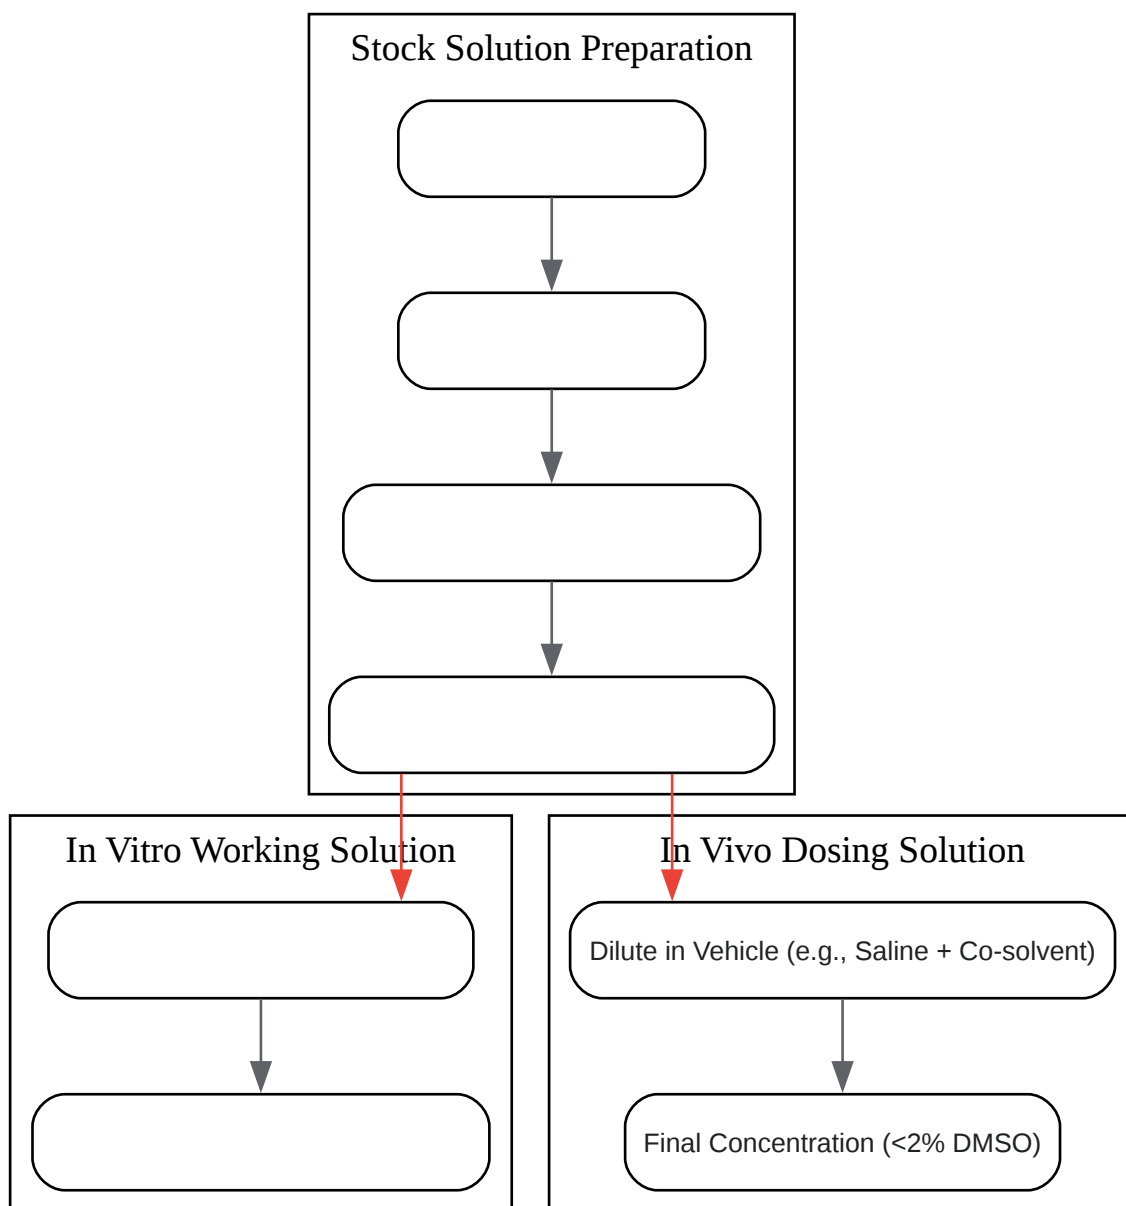 Stock Solution Preparation
In Vitro Working Solution
In Vivo Dosing Solution
Dilute in Vehicle (e.g., Saline + Co-solvent)
Final Concentration (<2% DMSO)